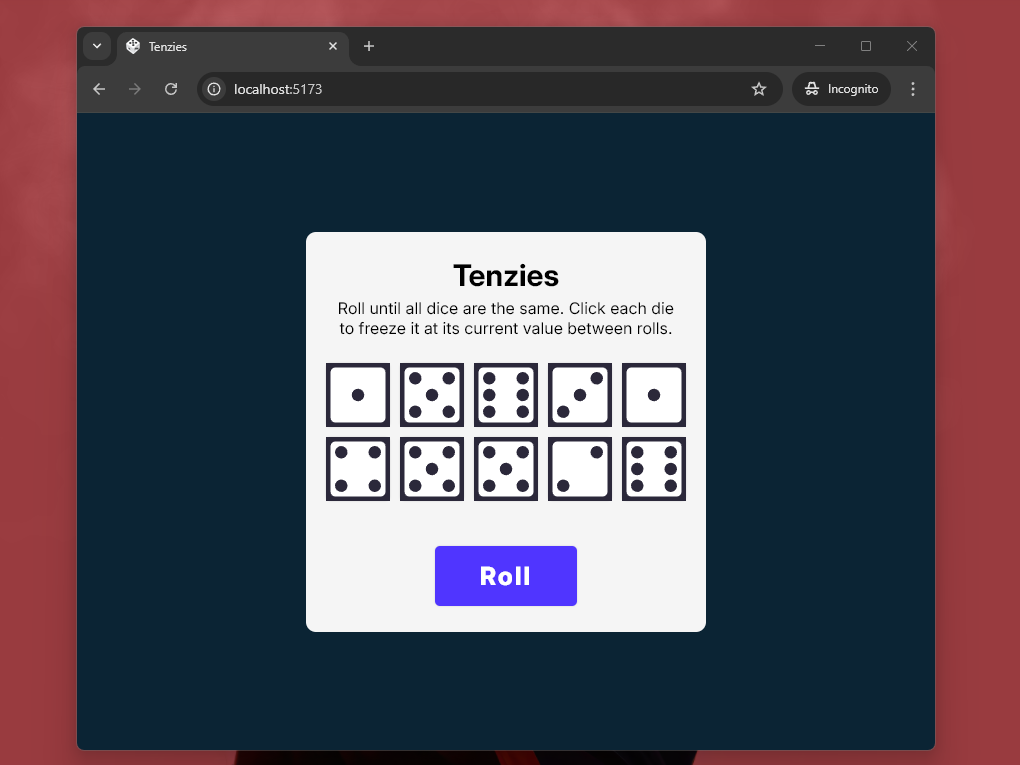 Tenzies
localhost:5173
Incognito
Tenzies
Roll until all dice are the same. Click each die
to freeze it at its current value between rolls.
Roll